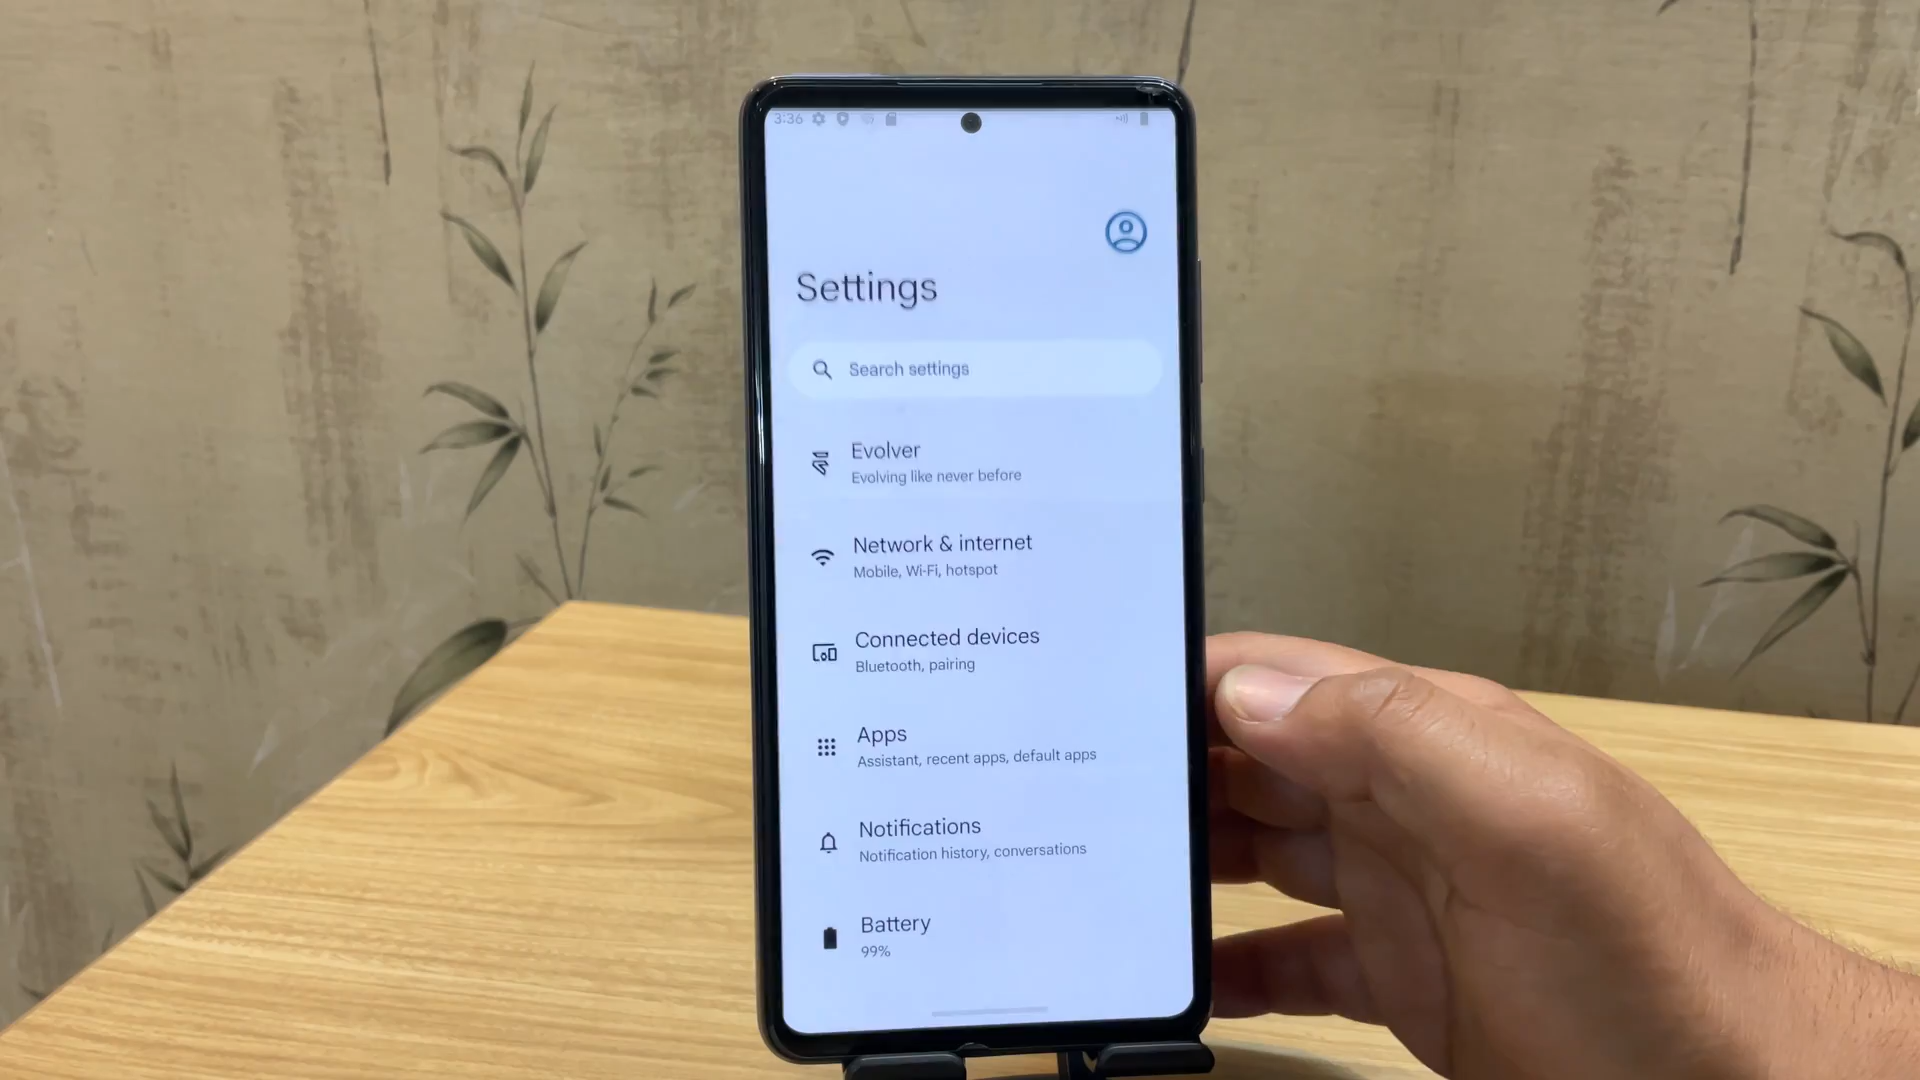 3:36
Settings
Search settings
Evolver
Evolving like never before
Network & internet
Mobile, Wi-Fi, hotspot
Connected devices
Bluetooth, pairing
Apps
Assistant, recent apps, default apps
Notifications
Notification history, conversations
Battery
99%